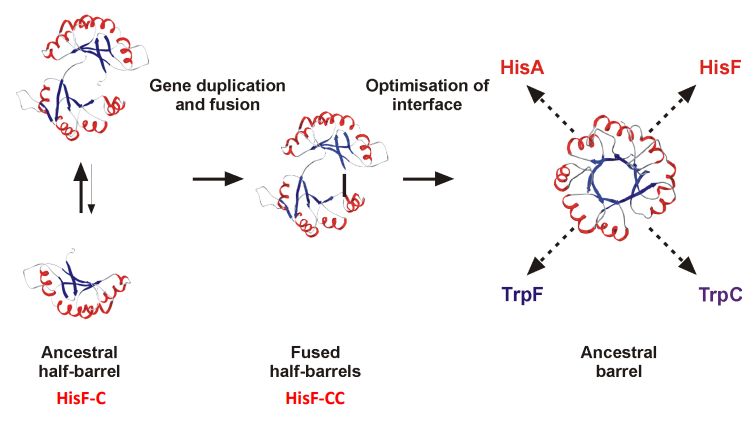 Gene duplication
and fusion
Optimisation of
interface
HisA
HisF
TrpF
TrpC
Ancestral
half-barrel
HisF-C
Fused
half-barrels
HisF-CC
Ancestral
barrel